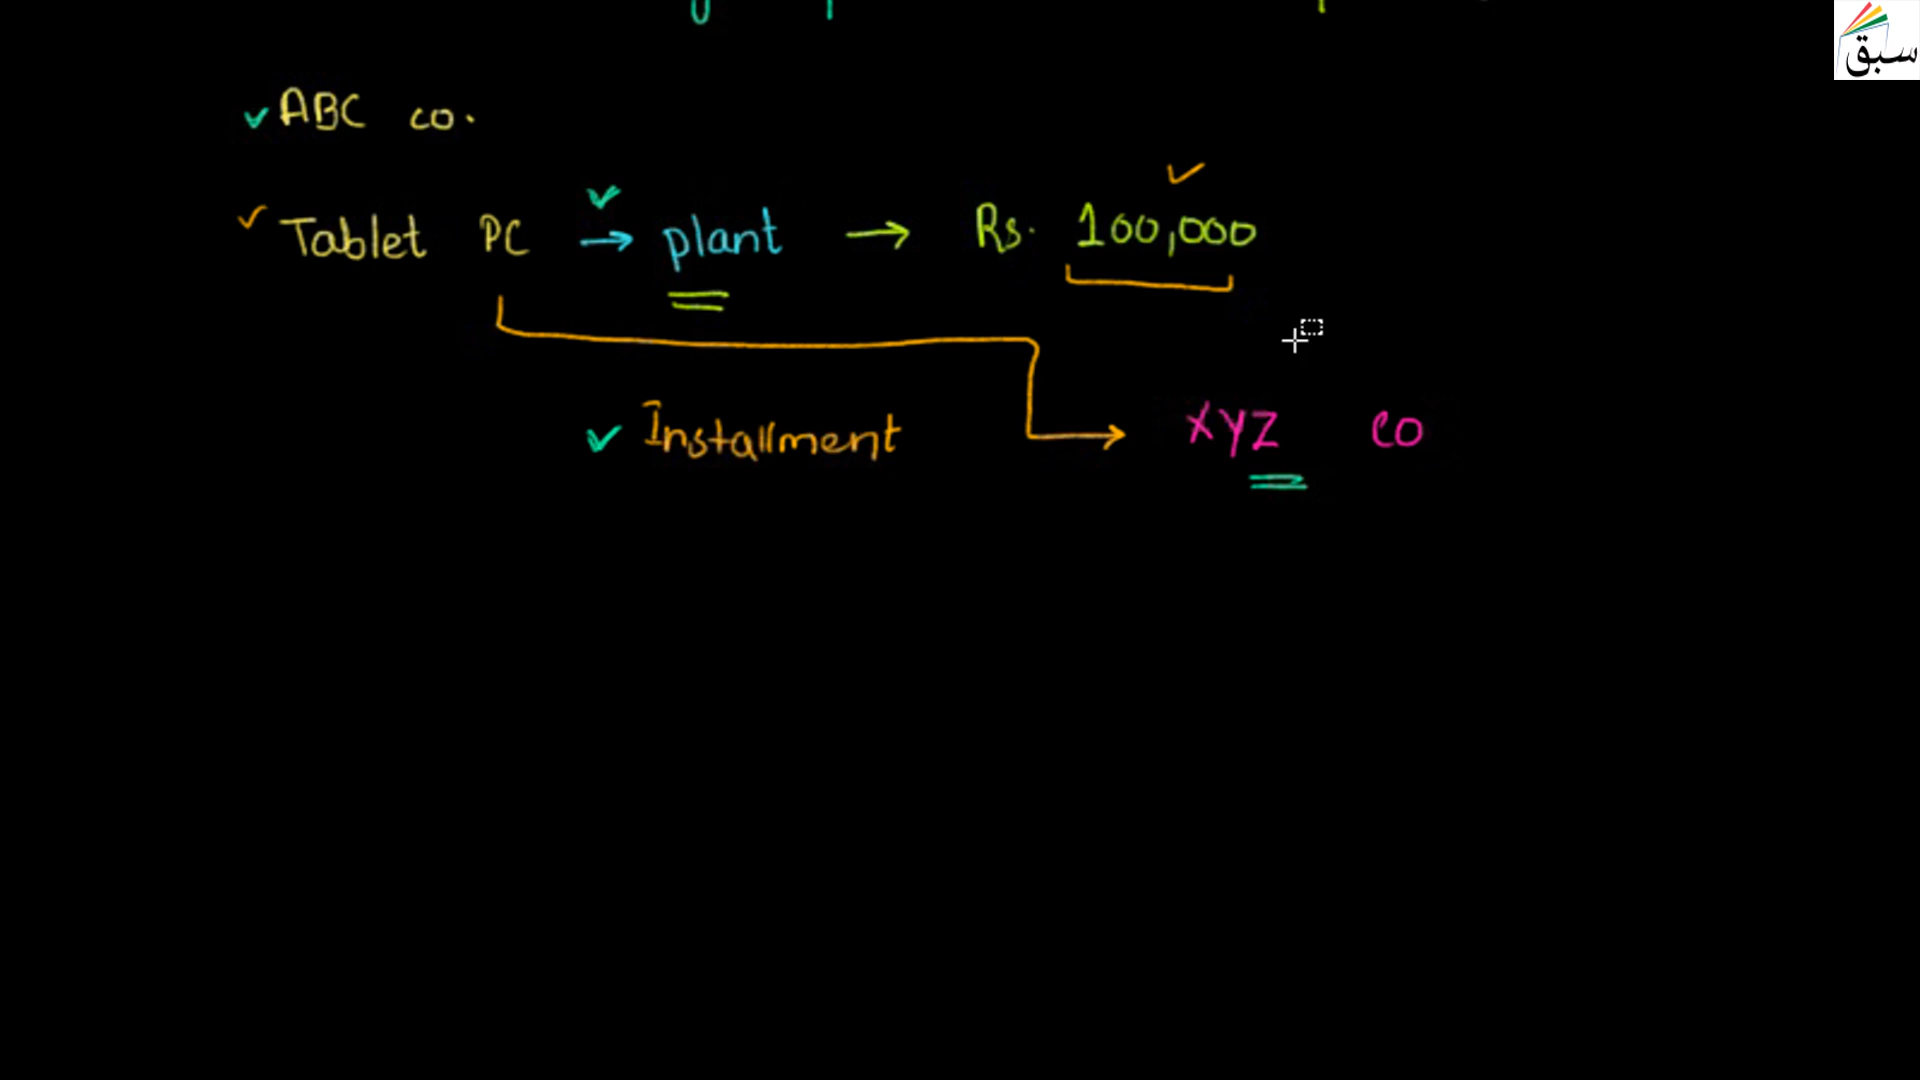 سبق
ABC co.
Tablet PC → plant → Rs. 100,000
Installment → XYZ co